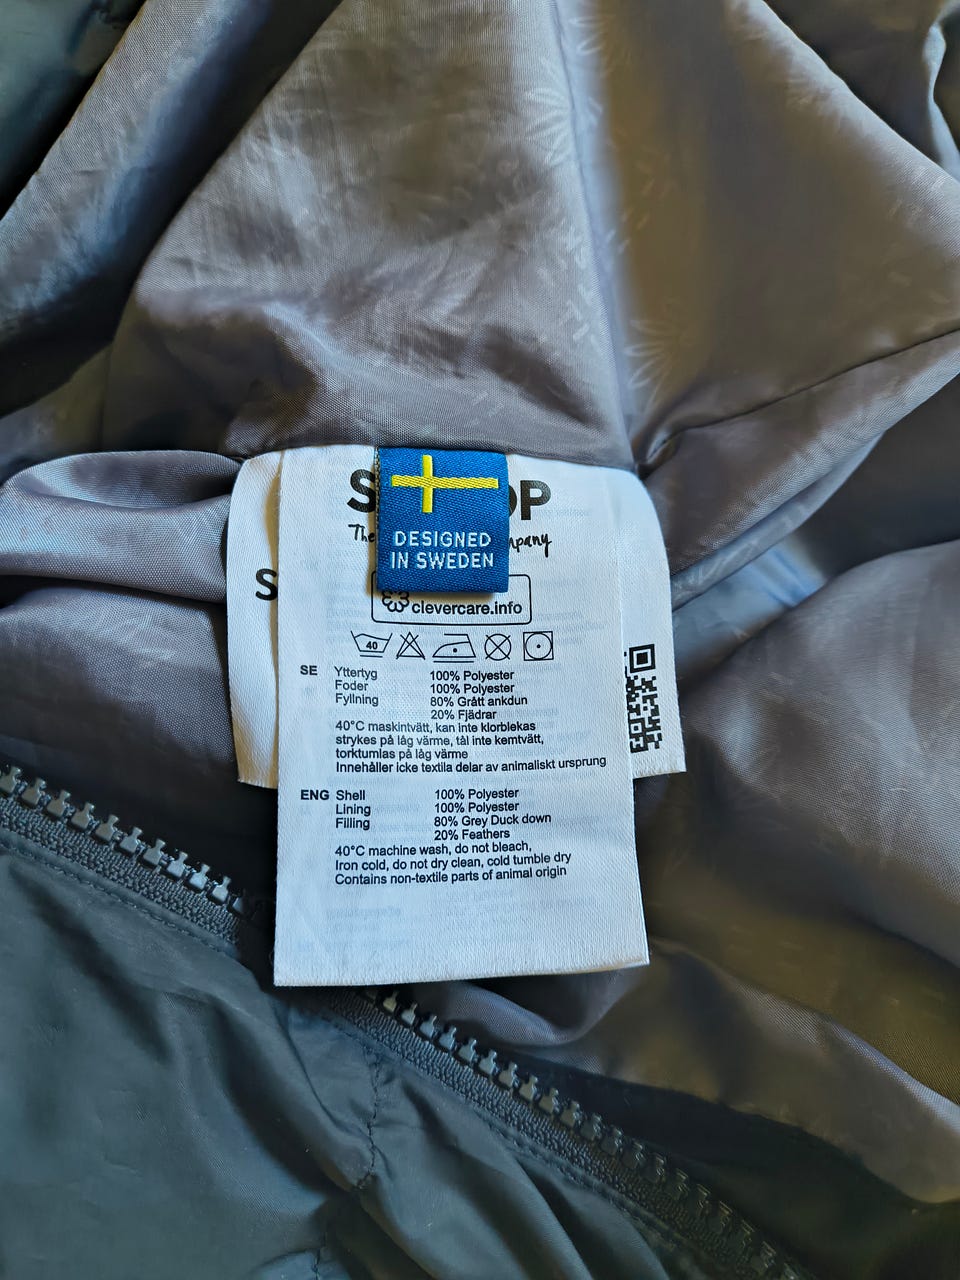 S OP
The mpany
DESIGNED
IN SWEDEN
S
clevercare.info
40
SE Yttertyg 100% Polyester
Foder 100% Polyester
Fyllning 80% Grått ankdun
20% Fjädrar
40°C maskintvätt, kan inte klorblekas
strykes på låg värme, tål inte kemtvätt,
torktumlas på låg värme
Innehåller icke textila delar av animaliskt ursprung
ENG Shell 100% Polyester
Lining 100% Polyester
Filling 80% Grey Duck down
20% Feathers
40°C machine wash, do not bleach,
Iron cold, do not dry clean, cold tumble dry
Contains non-textile parts of animal origin